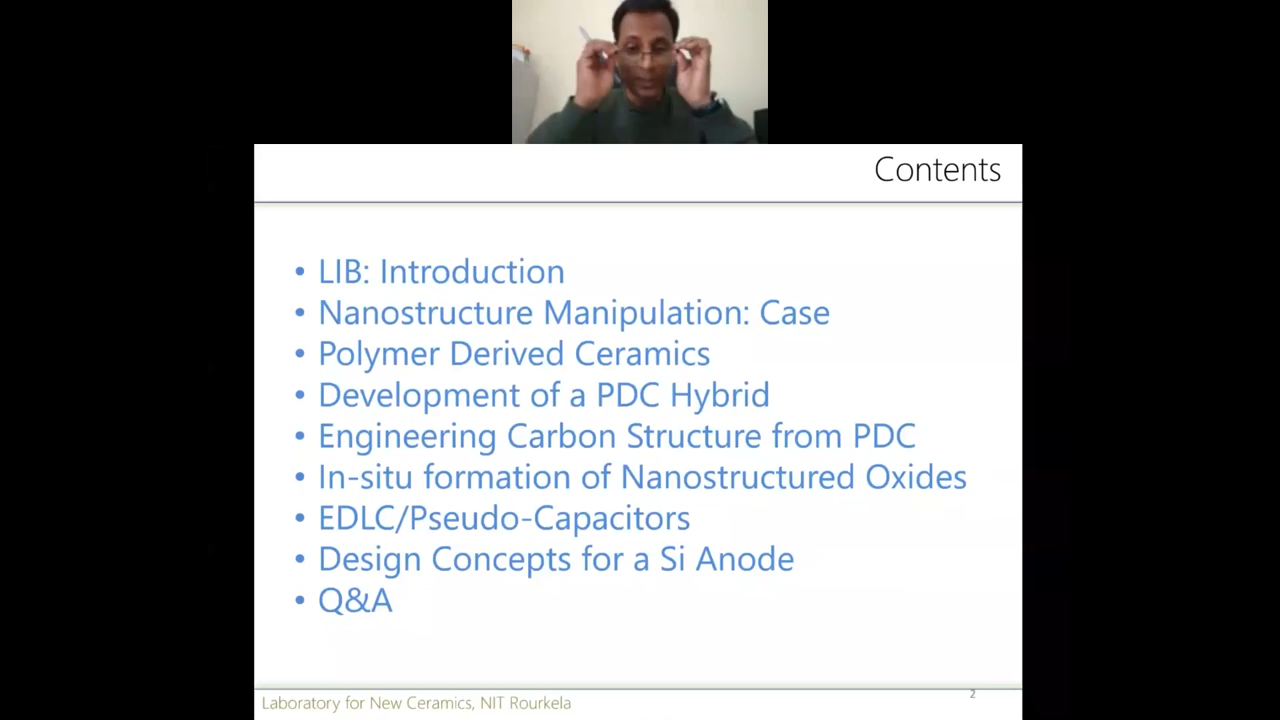 Contents
• LIB: Introduction
• Nanostructure Manipulation: Case
• Polymer Derived Ceramics
• Development of a PDC Hybrid
• Engineering Carbon Structure from PDC
• In-situ formation of Nanostructured Oxides
• EDLC/Pseudo-Capacitors
• Design Concepts for a Si Anode
• Q&A
Laboratory for New Ceramics, NIT Rourkela
2